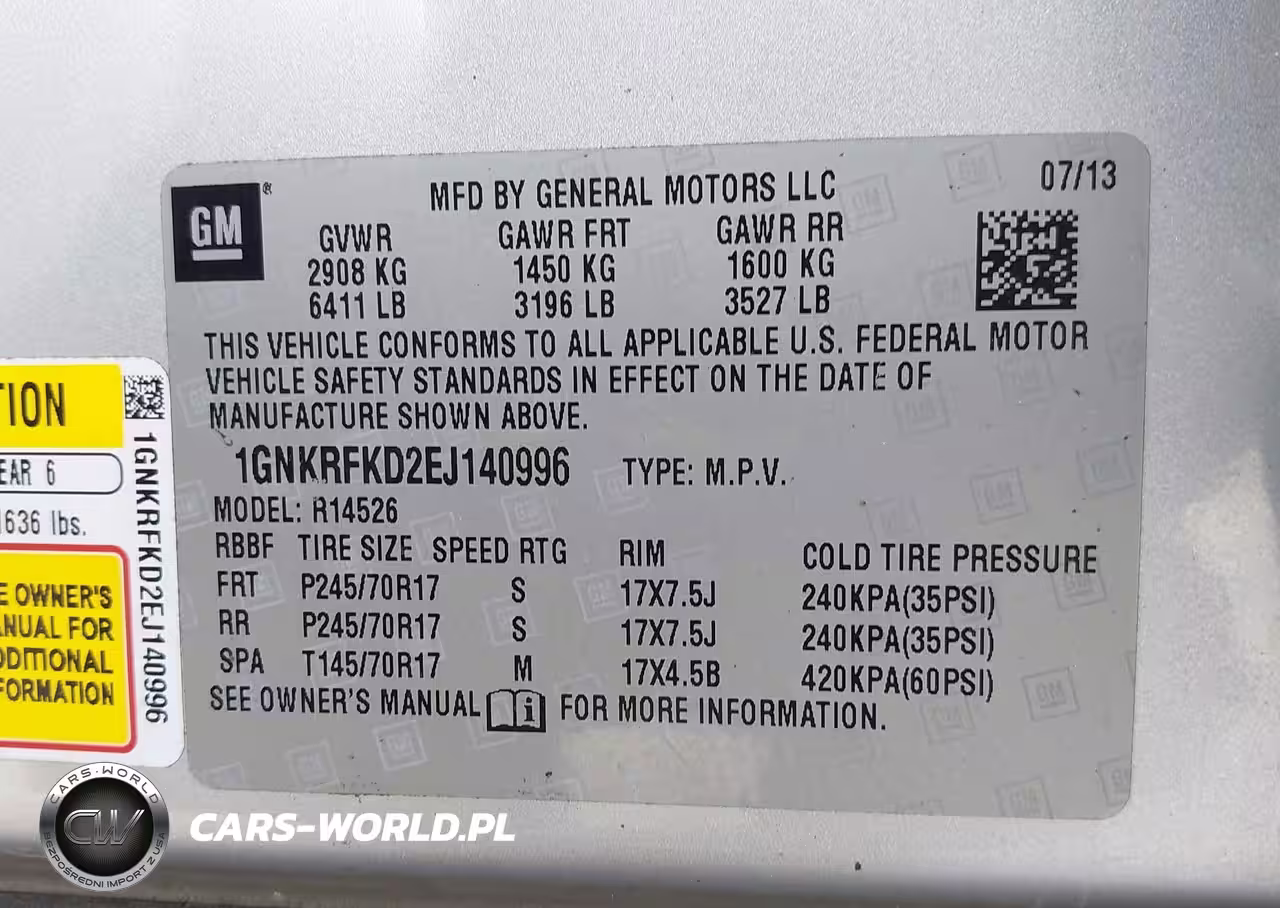 GM ®
MFD BY GENERAL MOTORS LLC
07/13
GVWR GAWR FRT GAWR RR
2908 KG 1450 KG 1600 KG
6411 LB 3196 LB 3527 LB
THIS VEHICLE CONFORMS TO ALL APPLICABLE U.S. FEDERAL MOTOR
VEHICLE SAFETY STANDARDS IN EFFECT ON THE DATE OF
MANUFACTURE SHOWN ABOVE.
1GNKRFKD2EJ140996 TYPE: M.P.V.
MODEL: R14526
RBBF TIRE SIZE SPEED RTG RIM COLD TIRE PRESSURE
FRT P245/70R17 S 17X7.5J 240KPA(35PSI)
RR P245/70R17 S 17X7.5J 240KPA(35PSI)
SPA T145/70R17 M 17X4.5B 420KPA(60PSI)
SEE OWNER'S MANUAL i FOR MORE INFORMATION.
TION
EAR 6
1636 lbs.
E OWNER'S
ANUAL FOR
DDITIONAL
FORMATION
1GNKRFKD2EJ140996
CARS-WORLD
CW
BEZPOŚREDNI IMPORT Z USA
CARS-WORLD.PL